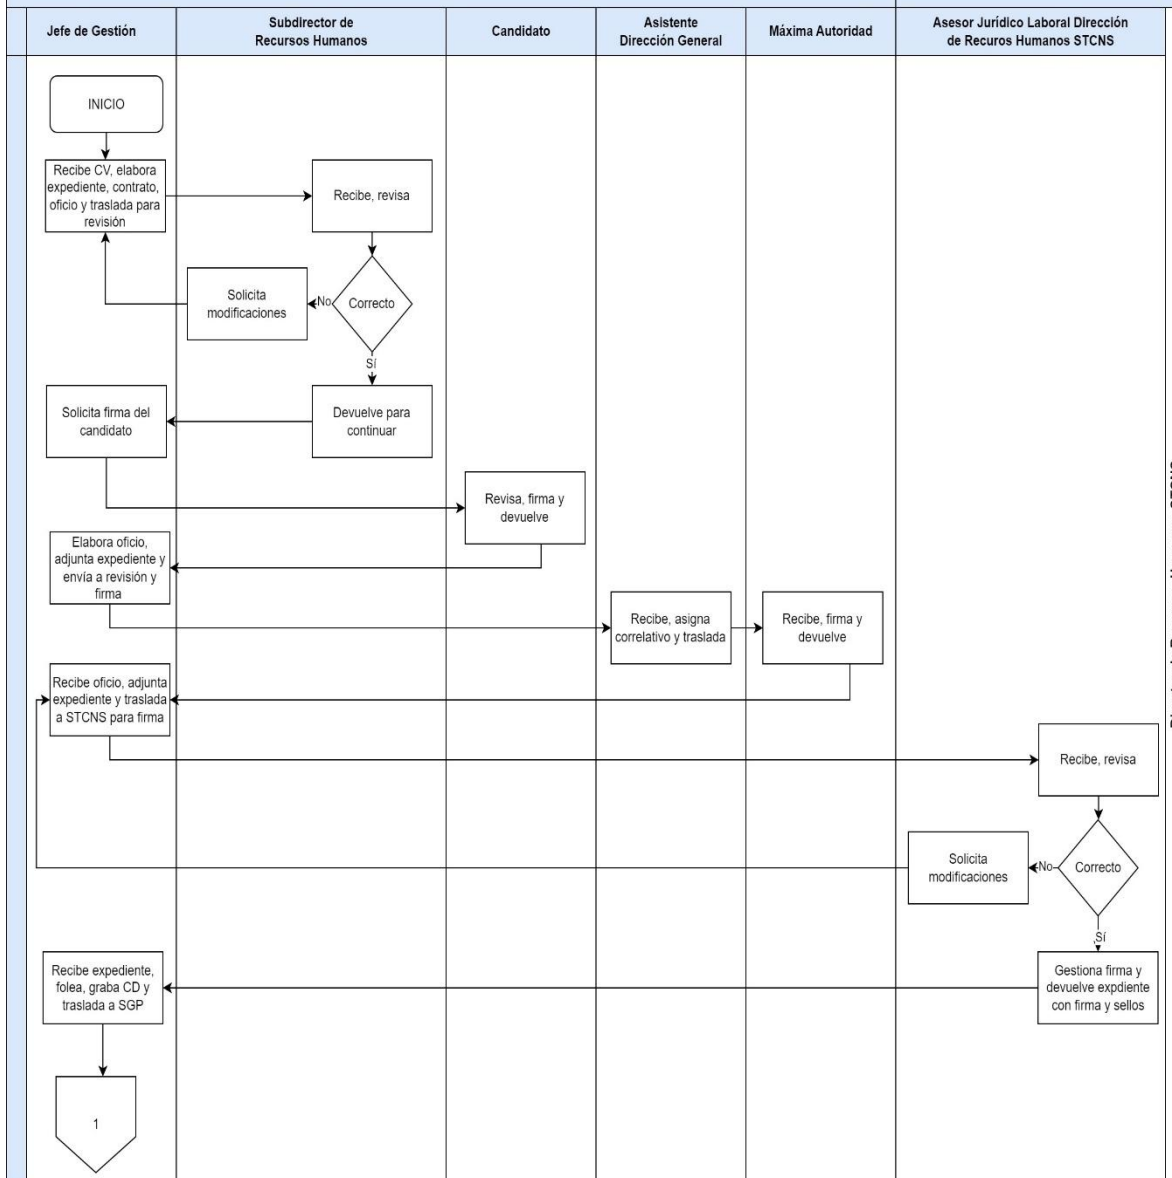 Jefe de Gestión
Subdirector de
Recursos Humanos
Candidato
Asistente
Dirección General
Máxima Autoridad
Asesor Jurídico Laboral Dirección
de Recuros Humanos STCNS
INICIO
Recibe CV, elabora
expediente, contrato,
oficio y traslada para
revisión
Recibe, revisa
Solicita
modificaciones
No
Correcto
Sí
Solicita firma del
candidato
Devuelve para
continuar
Revisa, firma y
devuelve
Elabora oficio,
adjunta expediente y
envía a revisión y
firma
Recibe, asigna
correlativo y traslada
Recibe, firma y
devuelve
Recibe oficio, adjunta
expediente y traslada
a STCNS para firma
Recibe, revisa
Solicita
modificaciones
No
Correcto
Sí
Recibe expediente,
folea, graba CD y
traslada a SGP
Gestiona firma y
devuelve expdiente
con firma y sellos
1